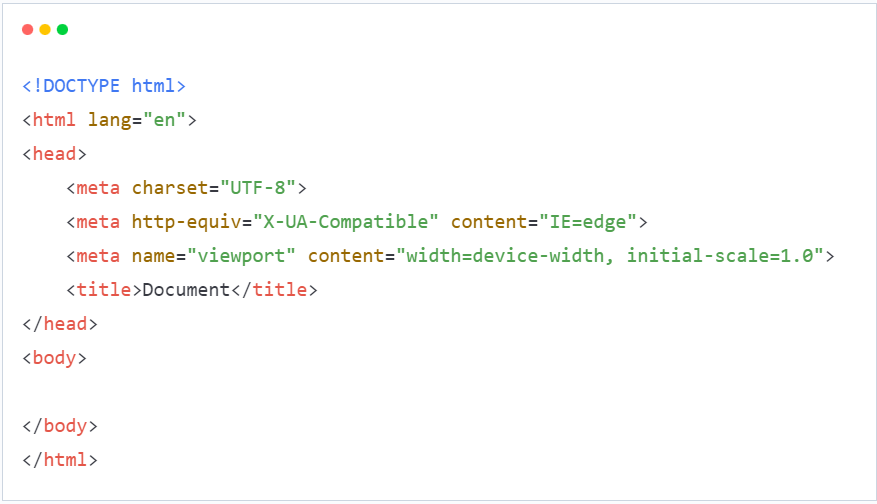 <!DOCTYPE html>
<html lang="en">
<head>
    <meta charset="UTF-8">
    <meta http-equiv="X-UA-Compatible" content="IE=edge">
    <meta name="viewport" content="width=device-width, initial-scale=1.0">
    <title>Document</title>
</head>
<body>

</body>
</html>